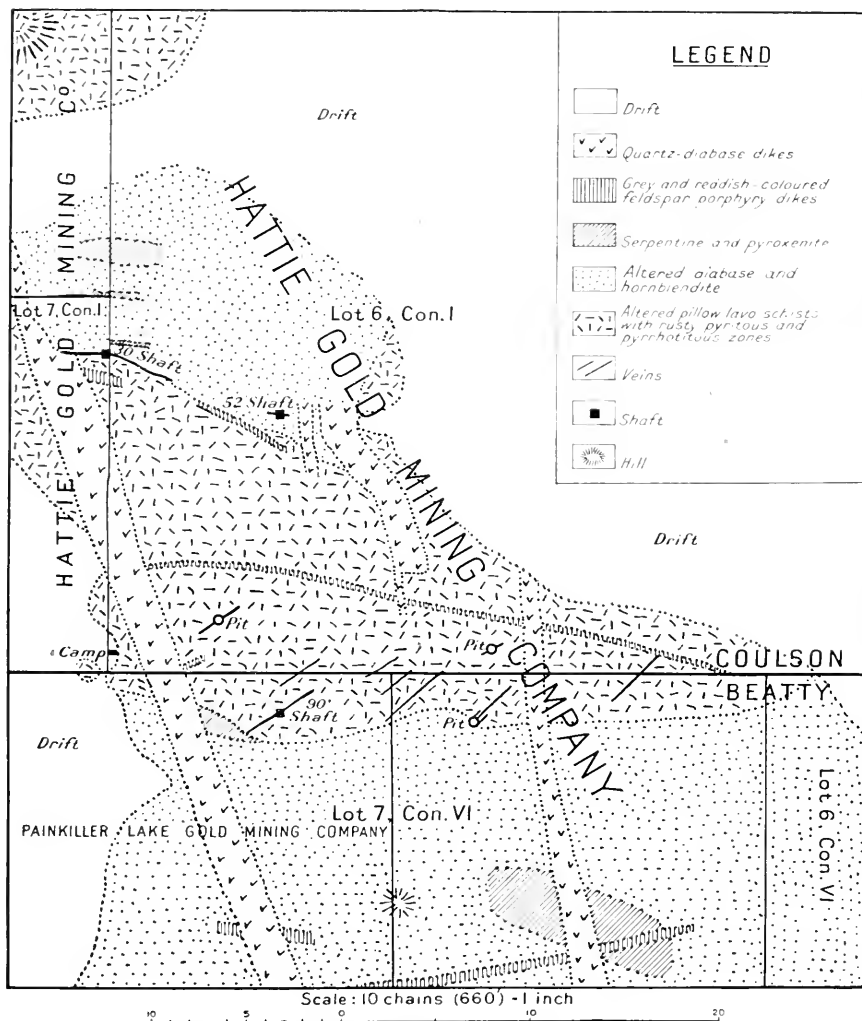 LEGEND
Drift
Quartz-diabase dikes
Grey and reddish-coloured
feldspar porphyry dikes
Serpentine and pyroxenite
Altered diabase and
hornblendite
Altered pillow lava schists
with rusty pyritous and
pyrrhotitous zones
Veins
Shaft
Hill
Drift
HATTIE GOLD MINING Co
HATTIE GOLD MINING COMPANY
Lot 7, Con. I
Lot 6, Con. I
30 Shaft
52 Shaft
Drift
Pit
Pit
Camp
COULSON
BEATTY
90' Shaft
Pit
Drift
Lot 7, Con. VI
PAINKILLER LAKE GOLD MINING COMPANY
Lot 6, Con. VI
Scale: 10 chains (660') - 1 inch
10 5 0 10 20